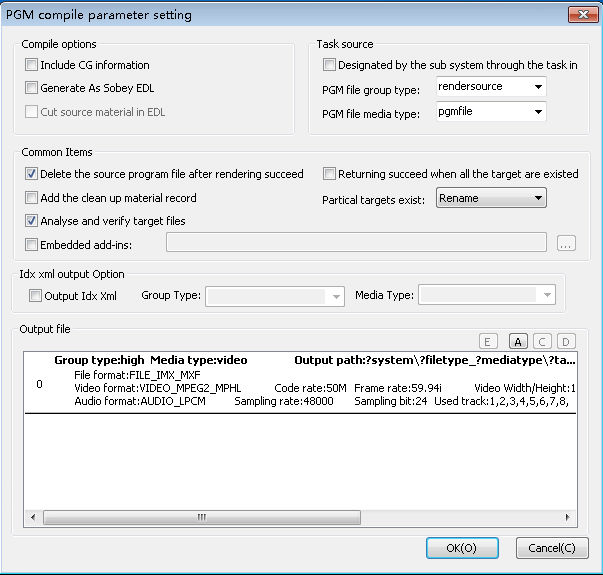 PGM compile parameter setting
Compile options
Include CG information
Generate As Sobey EDL
Cut source material in EDL
Task source
Designated by the sub system through the task in
PGM file group type: rendersource
PGM file media type: pgmfile
Common Items
Delete the source program file after rendering succeed
Returning succeed when all the target are existed
Add the clean up material record
Partical targets exist: Rename
Analyse and verify target files
Embedded add-ins: ...
Idx xml output Option
Output Idx Xml Group Type: Media Type:
Output file
E A C D
Group type:high Media type:video Output path:?system\?filetype_?mediatype\?ta...
0 File format:FILE_IMX_MXF
Video format:VIDEO_MPEG2_MPHL Code rate:50M Frame rate:59.94i Video Width/Height:1
Audio format:AUDIO_LPCM Sampling rate:48000 Sampling bit:24 Used track:1,2,3,4,5,6,7,8,
OK(O) Cancel(C)